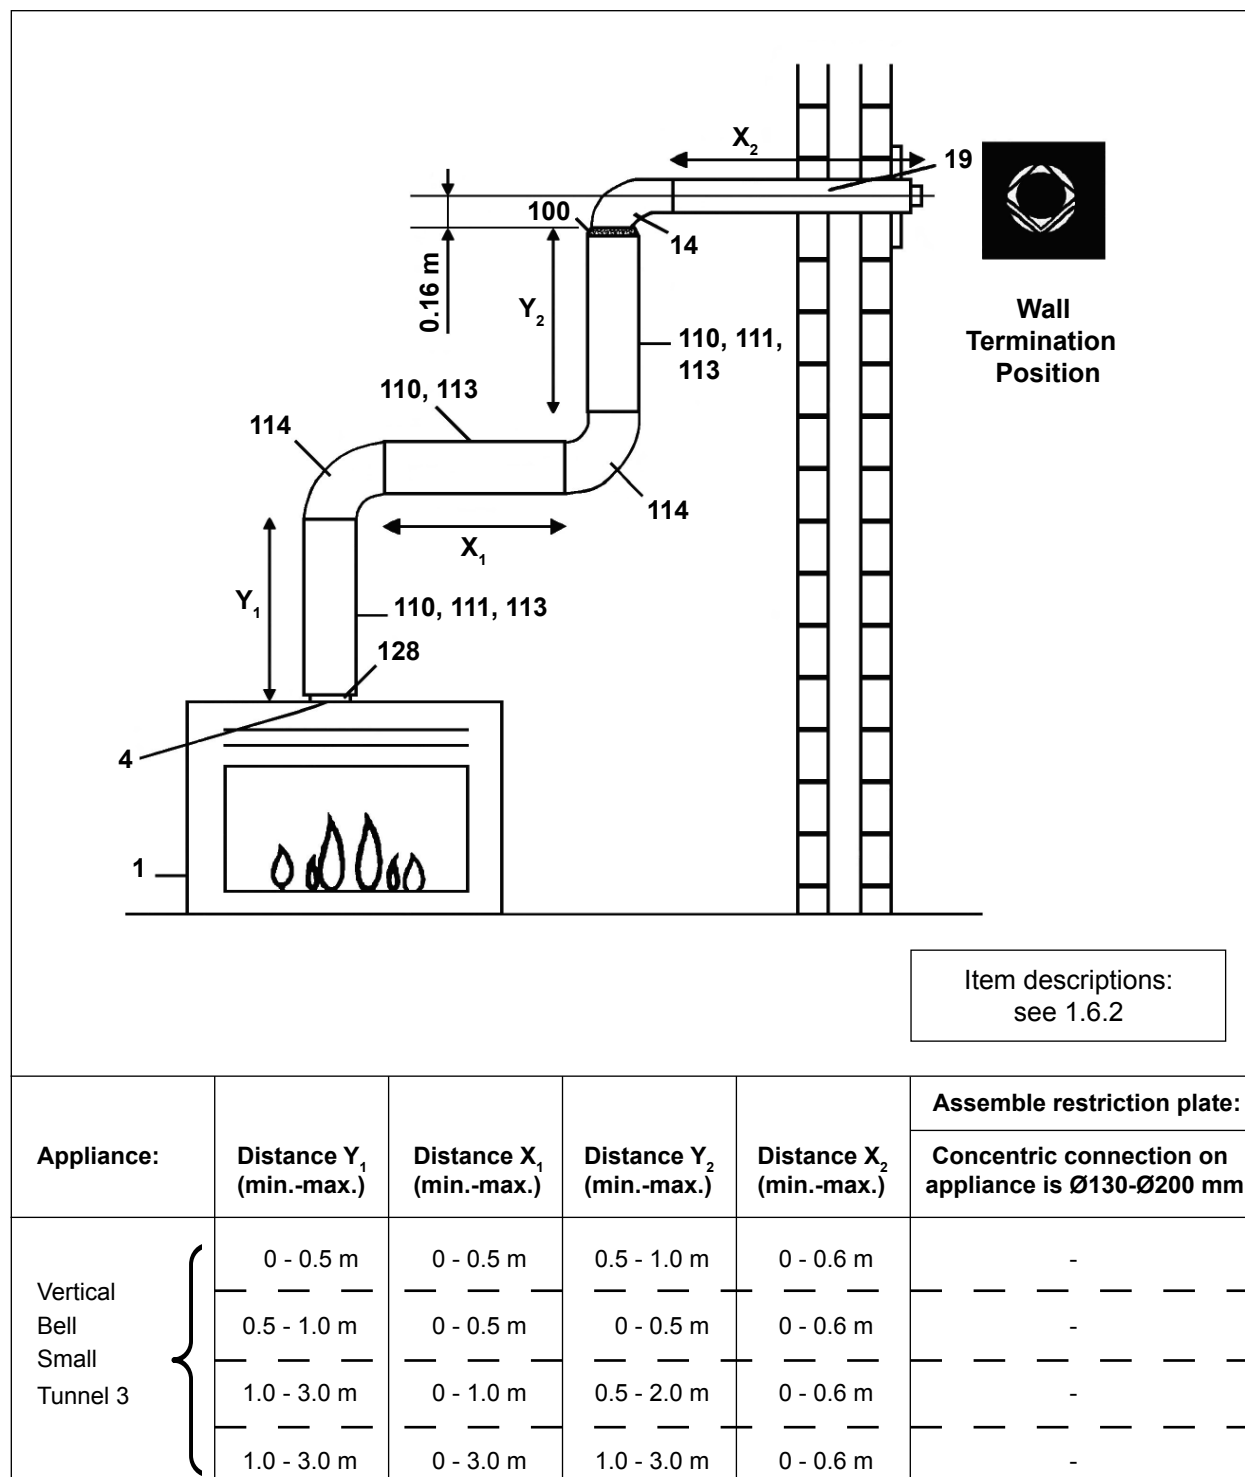 X2
19
100
14
0.16 m
Y2
Wall
Termination
Position
110, 111,
113
110, 113
114
114
X1
Y1
110, 111, 113
128
4
1
Item descriptions:
see 1.6.2
Appliance:
Distance Y1
(min.-max.)
Distance X1
(min.-max.)
Distance Y2
(min.-max.)
Distance X2
(min.-max.)
Assemble restriction plate:
Concentric connection on
appliance is Ø130-Ø200 mm
Vertical
Bell
Small
Tunnel 3
0 - 0.5 m 0 - 0.5 m 0.5 - 1.0 m 0 - 0.6 m -
0.5 - 1.0 m 0 - 0.5 m 0 - 0.5 m 0 - 0.6 m -
1.0 - 3.0 m 0 - 1.0 m 0.5 - 2.0 m 0 - 0.6 m -
1.0 - 3.0 m 0 - 3.0 m 1.0 - 3.0 m 0 - 0.6 m -